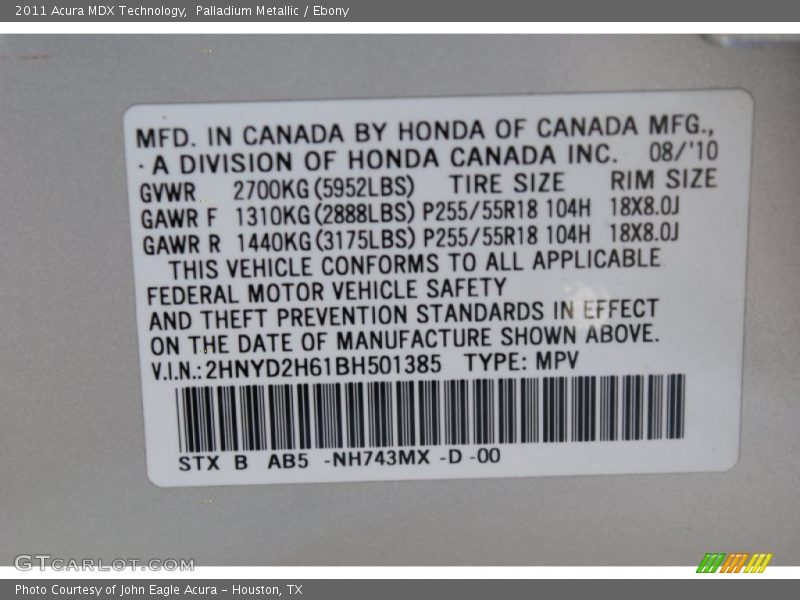 2011 Acura MDX Technology,  Palladium Metallic / Ebony
MFD. IN CANADA BY HONDA OF CANADA MFG.,
A DIVISION OF HONDA CANADA INC. 08/'10
GVWR 2700KG(5952LBS) TIRE SIZE RIM SIZE
GAWR F 1310KG(2888LBS) P255/55R18 104H 18X8.0J
GAWR R 1440KG(3175LBS) P255/55R18 104H 18X8.0J
THIS VEHICLE CONFORMS TO ALL APPLICABLE
FEDERAL MOTOR VEHICLE SAFETY
AND THEFT PREVENTION STANDARDS IN EFFECT
ON THE DATE OF MANUFACTURE SHOWN ABOVE.
V.I.N.: 2HNYD2H61BH501385 TYPE: MPV
STX B AB5 -NH743MX -D -00
GTCARLOT.COM
Photo Courtesy of John Eagle Acura - Houston, TX